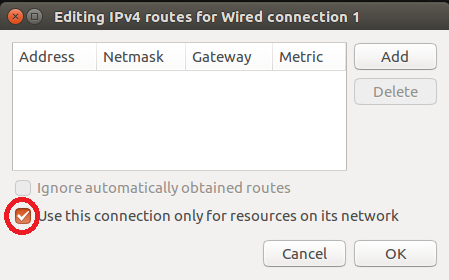 Editing IPv4 routes for Wired connection 1
Address Netmask Gateway Metric
Add
Delete
Ignore automatically obtained routes
Use this connection only for resources on its network
Cancel OK